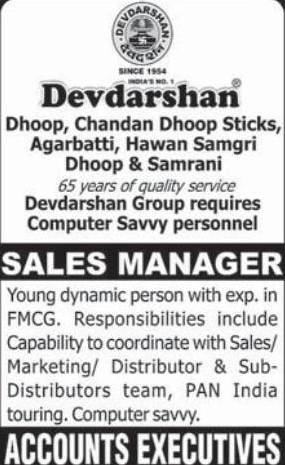 DEVDARSHAN
देवदर्शन
SINCE 1954
INDIA'S NO. 1
Devdarshan®
Dhoop, Chandan Dhoop Sticks,
Agarbatti, Hawan Samgri
Dhoop & Samrani
65 years of quality service
Devdarshan Group requires
Computer Savvy personnel
SALES MANAGER
Young dynamic person with exp. in
FMCG. Responsibilities include
Capability to coordinate with Sales/
Marketing/ Distributor & Sub-
Distributors team, PAN India
touring. Computer savvy.
ACCOUNTS EXECUTIVES